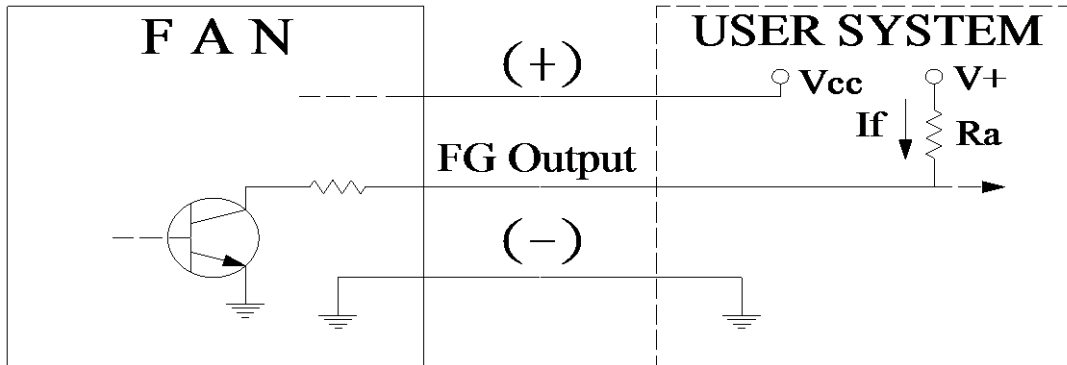 F A N
USER SYSTEM
(+)
Vcc
V+
If
Ra
FG Output
(-)